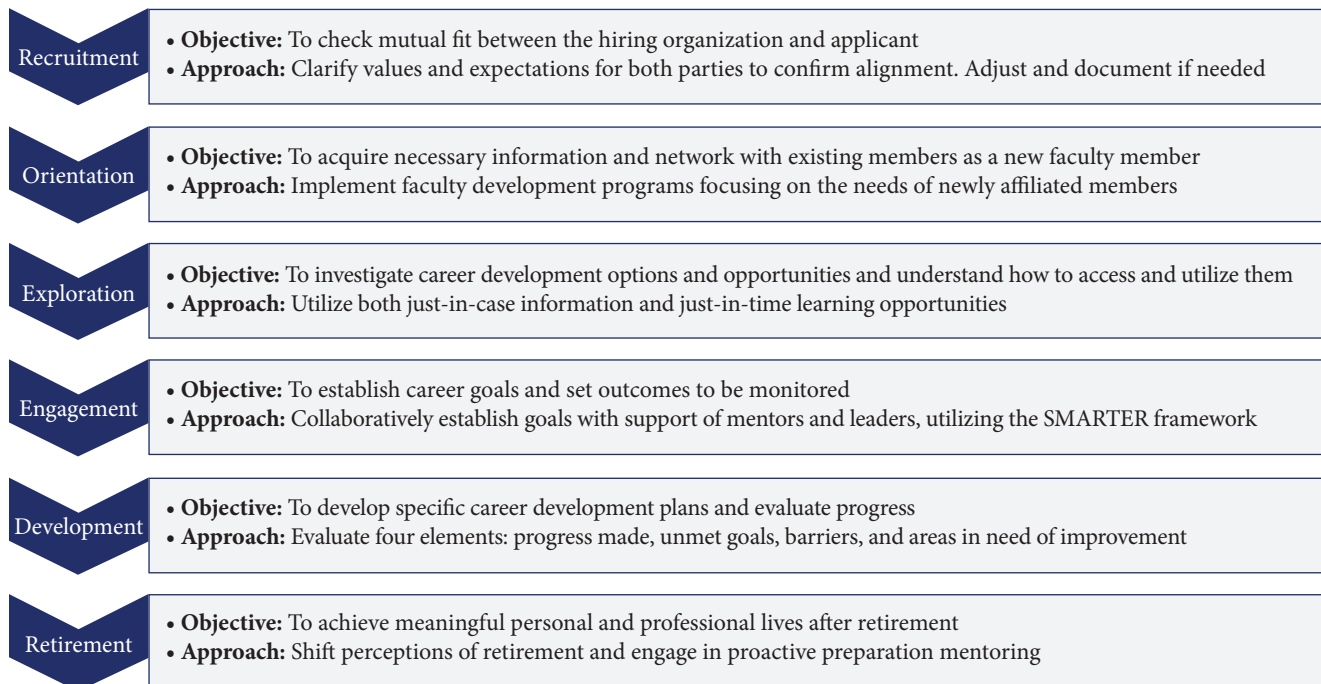 Recruitment
• Objective: To check mutual fit between the hiring organization and applicant
• Approach: Clarify values and expectations for both parties to confirm alignment. Adjust and document if needed
Orientation
• Objective: To acquire necessary information and network with existing members as a new faculty member
• Approach: Implement faculty development programs focusing on the needs of newly affiliated members
Exploration
• Objective: To investigate career development options and opportunities and understand how to access and utilize them
• Approach: Utilize both just-in-case information and just-in-time learning opportunities
Engagement
• Objective: To establish career goals and set outcomes to be monitored
• Approach: Collaboratively establish goals with support of mentors and leaders, utilizing the SMARTER framework
Development
• Objective: To develop specific career development plans and evaluate progress
• Approach: Evaluate four elements: progress made, unmet goals, barriers, and areas in need of improvement
Retirement
• Objective: To achieve meaningful personal and professional lives after retirement
• Approach: Shift perceptions of retirement and engage in proactive preparation mentoring